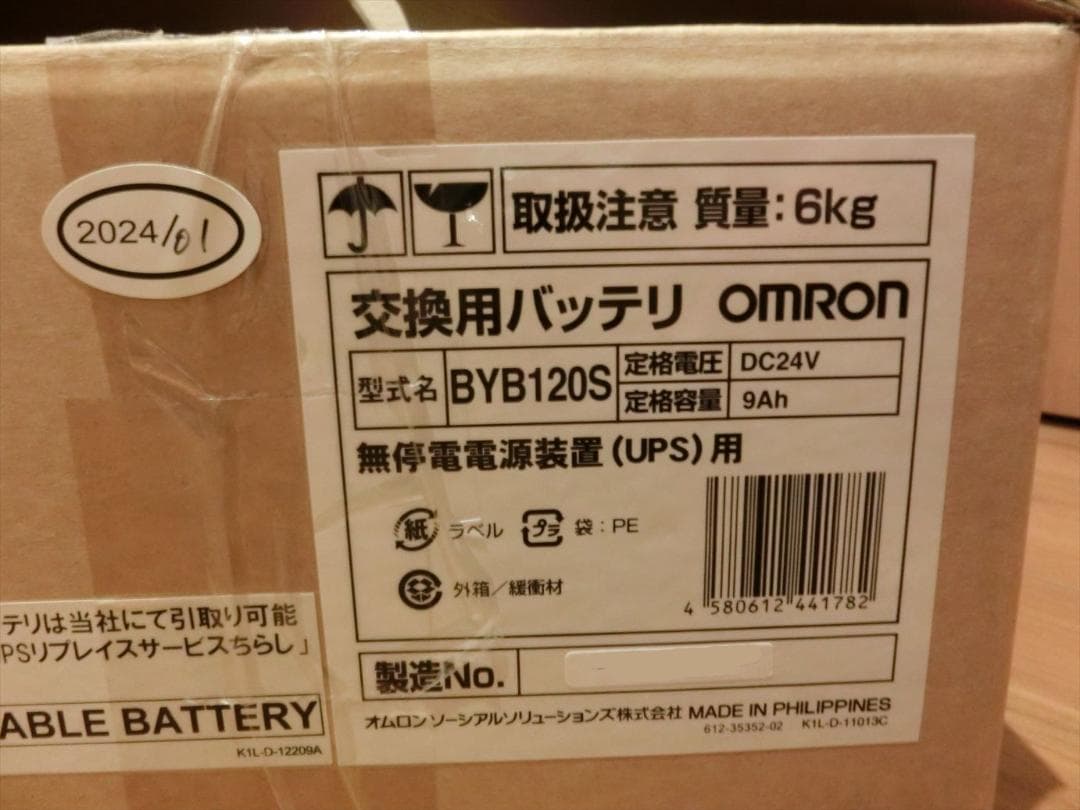 2024/01
取扱注意 質量：6kg
交換用バッテリ OMRON
型式名 BYB120S 定格電圧 DC24V
定格容量 9Ah
無停電電源装置(UPS)用
紙 ラベル プラ 袋：PE
外箱／緩衝材
4 580612 441782
製造No.
オムロン ソーシアルソリューションズ株式会社 MADE IN PHILIPPINES
612-35352-02 K1L-D-11013C
テリは当社にて引取り可能
PSリプレイスサービスちらし」
ABLE BATTERY
K1L-D-12209A